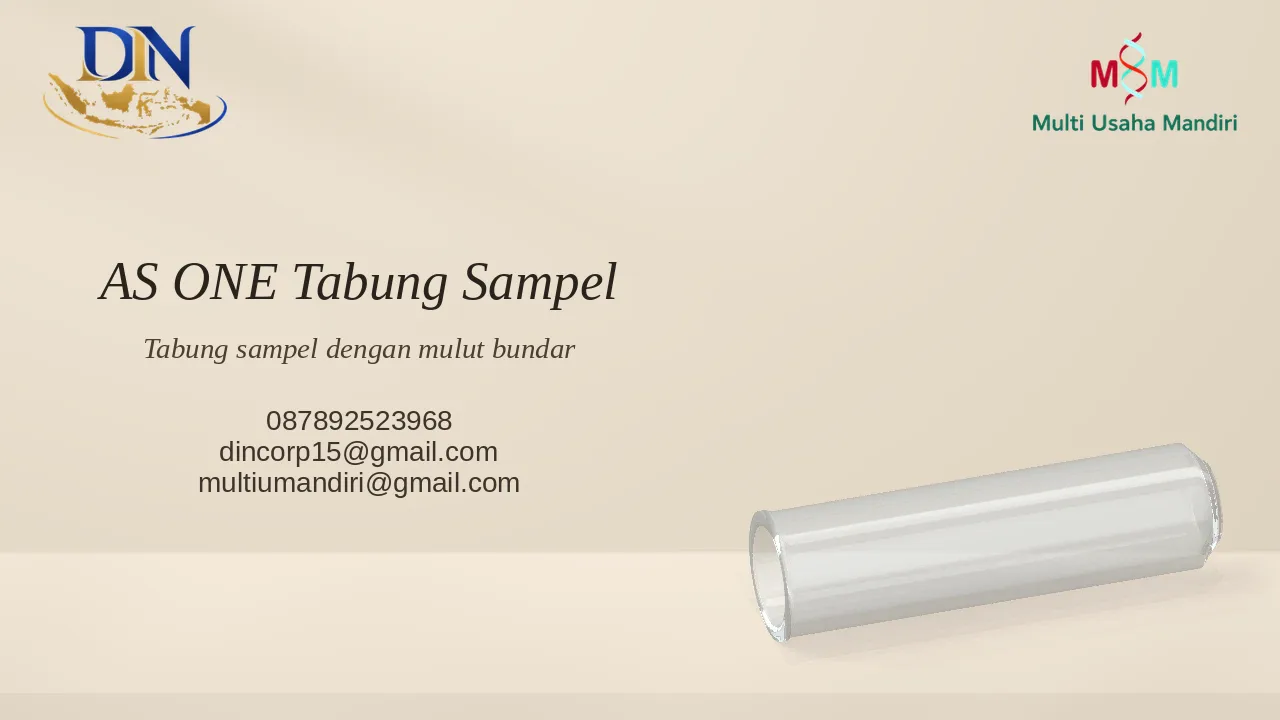 DIN
M M
Multi Usaha Mandiri
AS ONE Tabung Sampel
Tabung sampel dengan mulut bundar
087892523968
dincorp15@gmail.com
multiumandiri@gmail.com